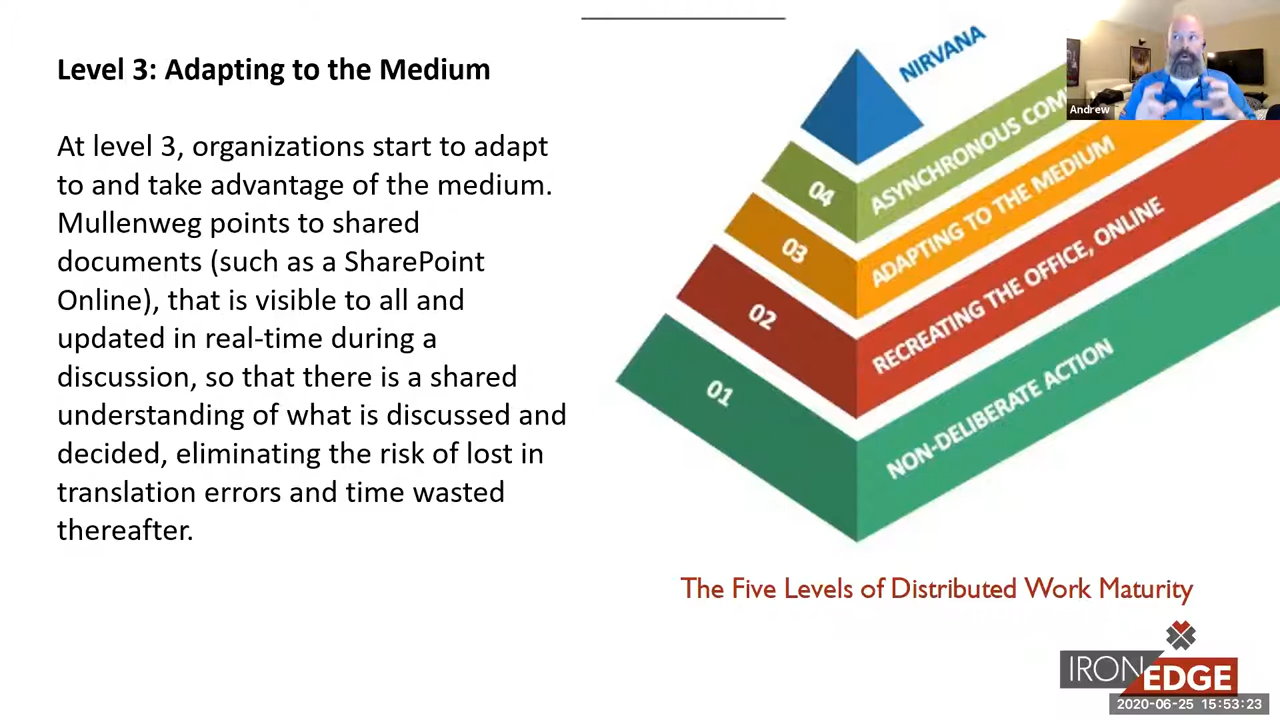 Level 3: Adapting to the Medium
At level 3, organizations start to adapt
to and take advantage of the medium.
Mullenweg points to shared
documents (such as a SharePoint
Online), that is visible to all and
updated in real-time during a
discussion, so that there is a shared
understanding of what is discussed and
decided, eliminating the risk of lost in
translation errors and time wasted
thereafter.
NIRVANA
04 ASYNCHRONOUS
03 ADAPTING TO THE MEDIUM
02 RECREATING THE OFFICE, ONLINE
01 NON-DELIBERATE ACTION
Andrew
The Five Levels of Distributed Work Maturity
IRON EDGE
2020-06-25 15:53:23